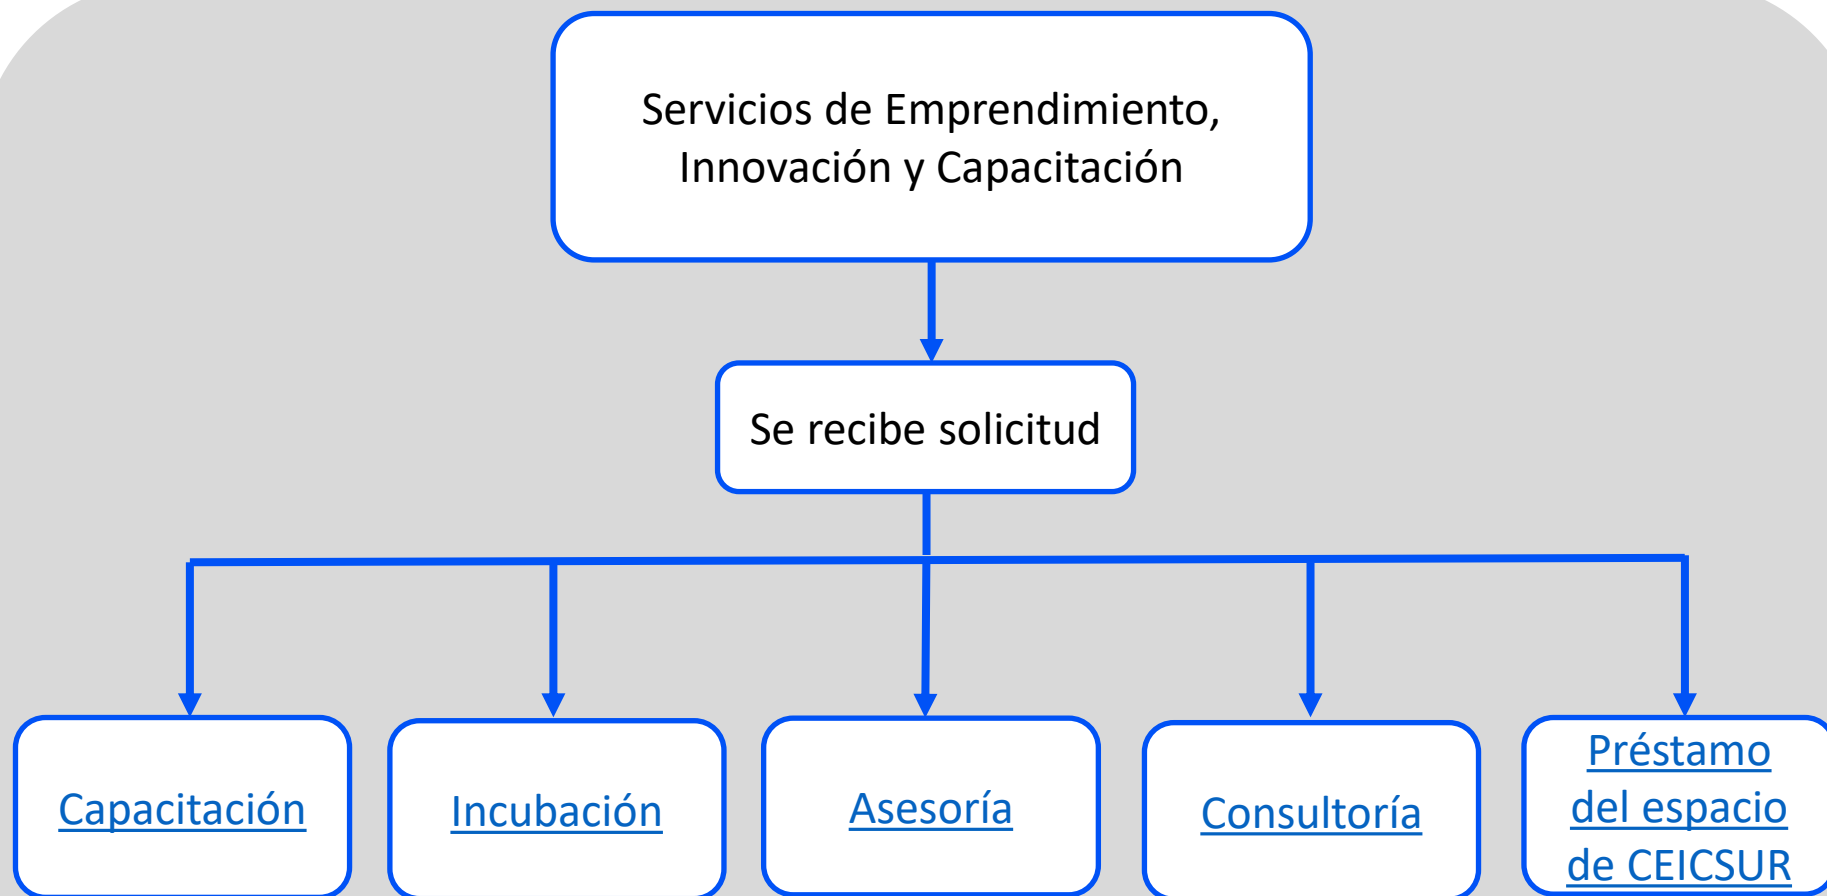 Servicios de Emprendimiento,
Innovación y Capacitación
Se recibe solicitud
Capacitación
Incubación
Asesoría
Consultoría
Préstamo
del espacio
de CEICSUR